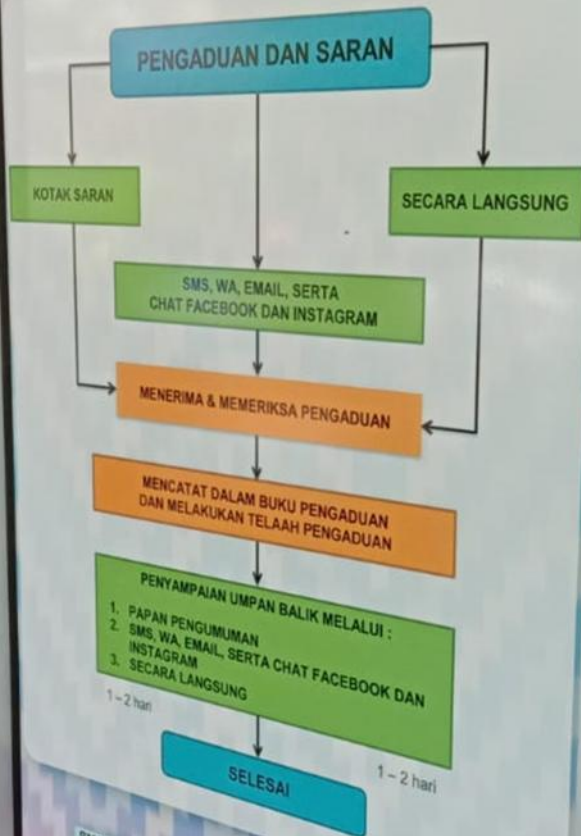 PENGADUAN DAN SARAN
KOTAK SARAN
SECARA LANGSUNG
SMS, WA, EMAIL, SERTA
CHAT FACEBOOK DAN INSTAGRAM
MENERIMA & MEMERIKSA PENGADUAN
MENCATAT DALAM BUKU PENGADUAN
DAN MELAKUKAN TELAAH PENGADUAN
PENYAMPAIAN UMPAN BALIK MELALUI :
1. PAPAN PENGUMUMAN
2. SMS, WA, EMAIL, SERTA CHAT FACEBOOK DAN
INSTAGRAM
3. SECARA LANGSUNG
1 – 2 hari
1 – 2 hari
SELESAI